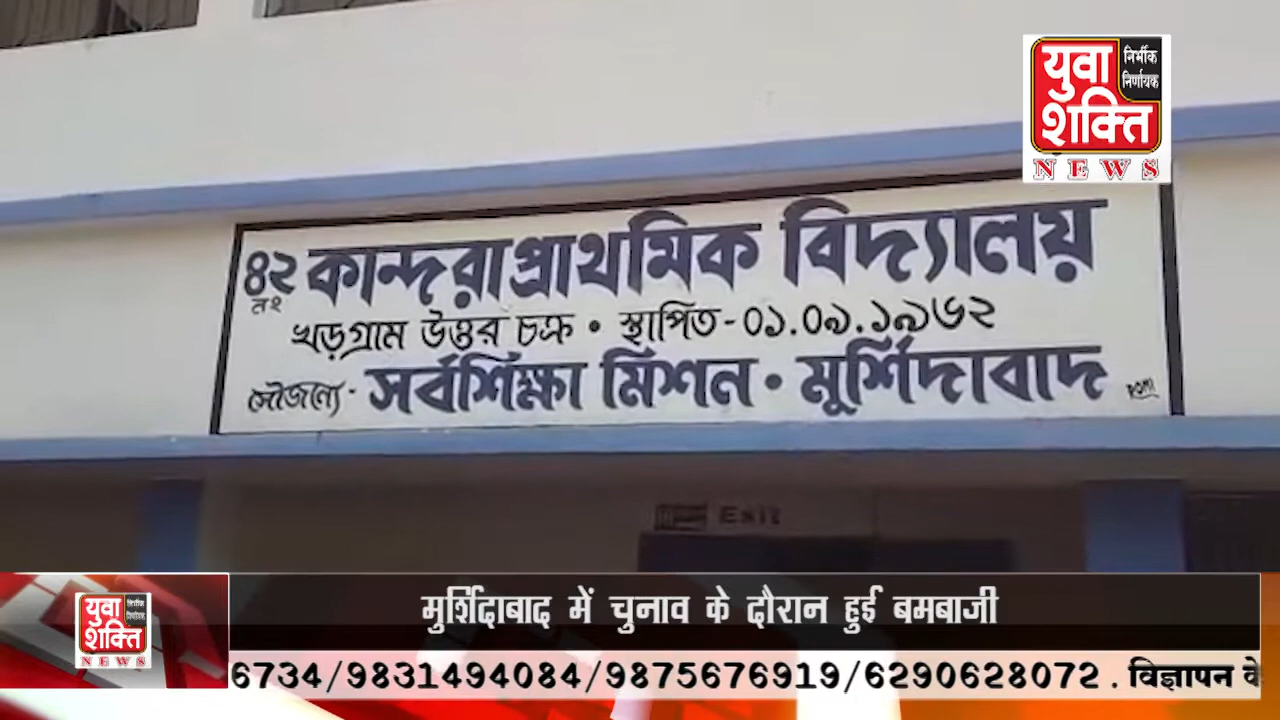 युवा
शक्ति
निर्भीक
निर्णायक
NEWS
৪২ নং কান্দরা প্রাথমিক বিদ্যালয়
খড়গ্রাম উত্তর চক্র • স্থাপিত - ০১.০৯.১৯৬২
সৌজন্যে - সর্বশিক্ষা মিশন • মুর্শিদাবাদ
Exit
मुर्शिदाबाद में चुनाव के दौरान हुई बमबाजी
युवा
शक्ति
निर्भीक
निर्णायक
NEWS
6734/9831494084/9875676919/6290628072. विज्ञापन के